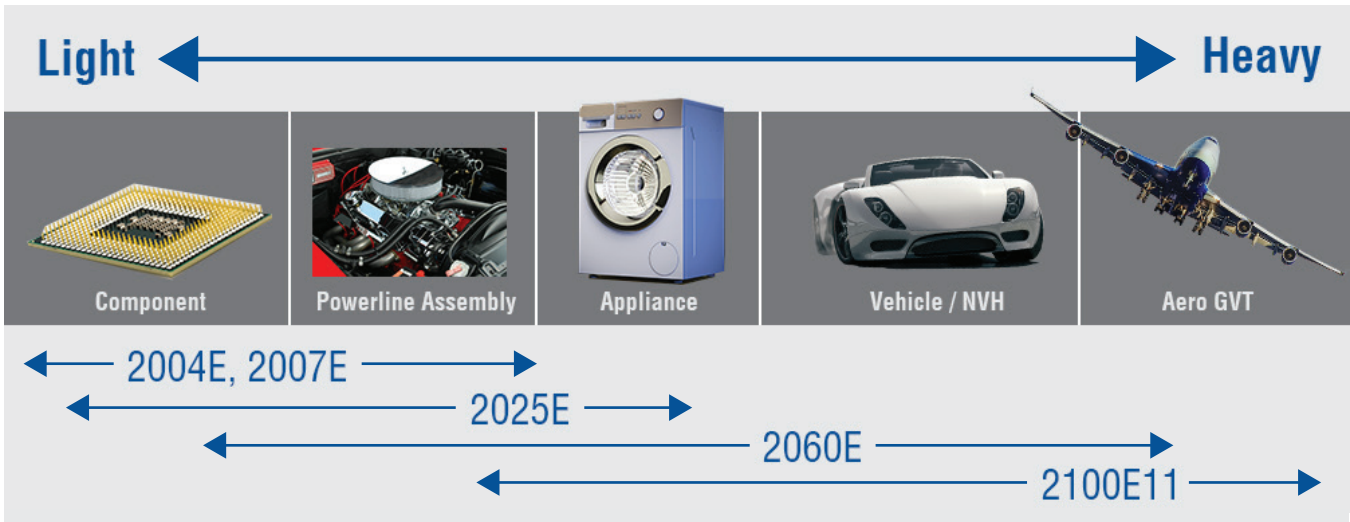 Light Heavy
Component Powerline Assembly Appliance Vehicle / NVH Aero GVT
2004E, 2007E
2025E
2060E
2100E11